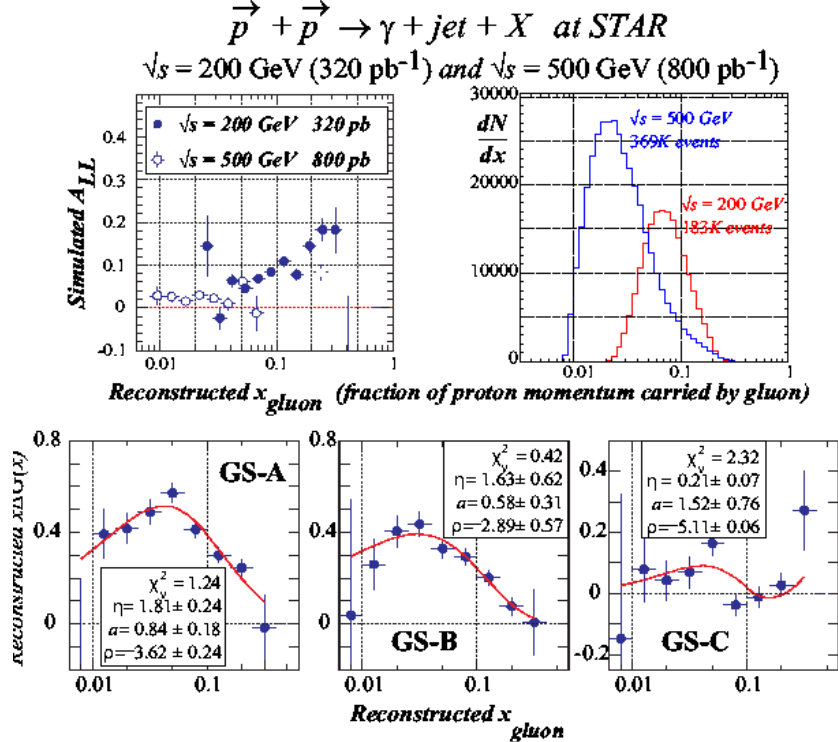 p + p → γ + jet + X at STAR
√s = 200 GeV (320 pb⁻¹) and √s = 500 GeV (800 pb⁻¹)
√s = 200 GeV 320 pb
√s = 500 GeV 800 pb
Simulated A_LL
0.4
0.3
0.2
0.1
0
-0.1
0.01 0.1 1
dN
dx
30000
20000
10000
0
√s = 500 GeV
369K events
√s = 200 GeV
183K events
0.01 0.1 1
Reconstructed x_gluon (fraction of proton momentum carried by gluon)
Reconstructed xΔG(x)
0.8
0.4
0
GS-A
χ²_ν = 1.24
η = 1.81 ± 0.24
a = 0.84 ± 0.18
ρ = -3.62 ± 0.24
0.01 0.1
0.8
0.4
0
χ²_ν = 0.42
η = 1.63 ± 0.62
a = 0.58 ± 0.31
ρ = -2.89 ± 0.57
GS-B
0.01 0.1
0.4
0
-0.2
χ²_ν = 2.32
η = 0.21 ± 0.07
a = 1.52 ± 0.76
ρ = -5.11 ± 0.06
GS-C
0.01 0.1
Reconstructed x_gluon